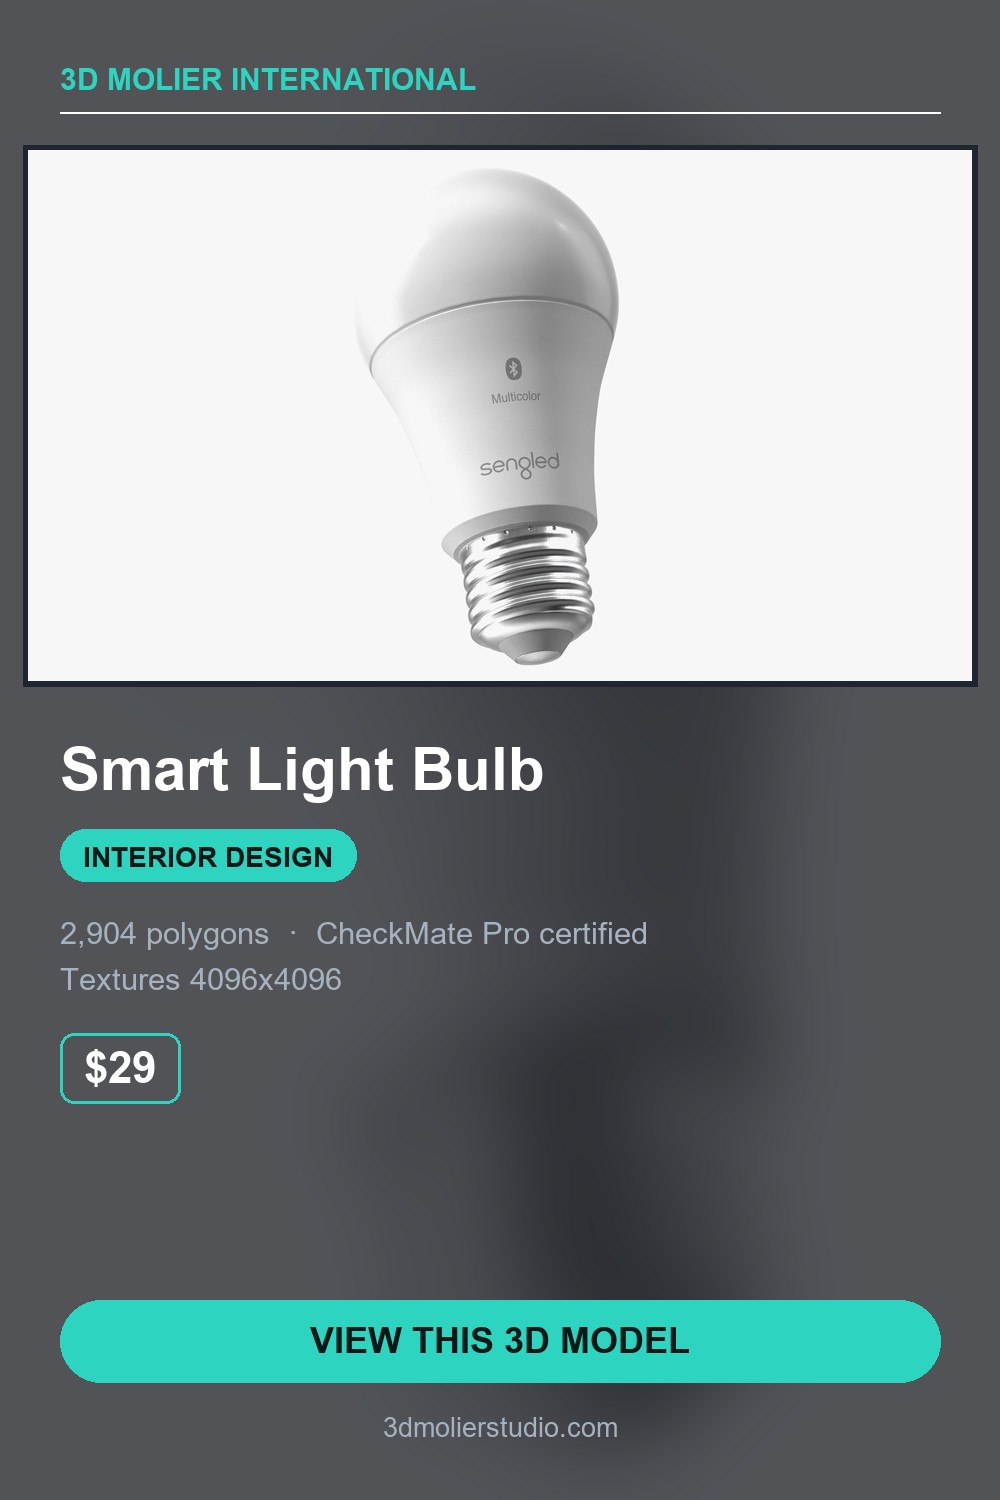 3D MOLIER INTERNATIONAL
Multicolor
sengled
Smart Light Bulb
INTERIOR DESIGN
2,904 polygons · CheckMate Pro certified
Textures 4096x4096
$29
VIEW THIS 3D MODEL
3dmolierstudio.com